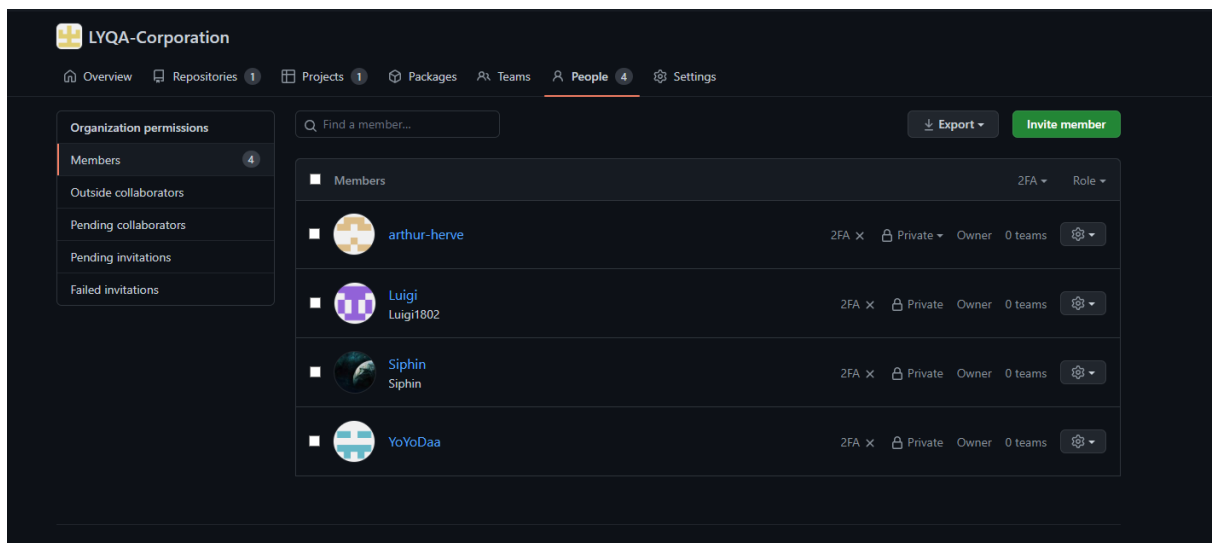 LYQA-Corporation
Overview Repositories 1 Projects 1 Packages Teams People 4 Settings
Organization permissions
Members 4
Outside collaborators
Pending collaborators
Pending invitations
Failed invitations
Find a member...
Export
Invite member
Members 2FA Role
arthur-herve 2FA Private Owner 0 teams
Luigi
Luigi1802
2FA Private Owner 0 teams
Siphin
Siphin
2FA Private Owner 0 teams
YoYoDaa 2FA Private Owner 0 teams